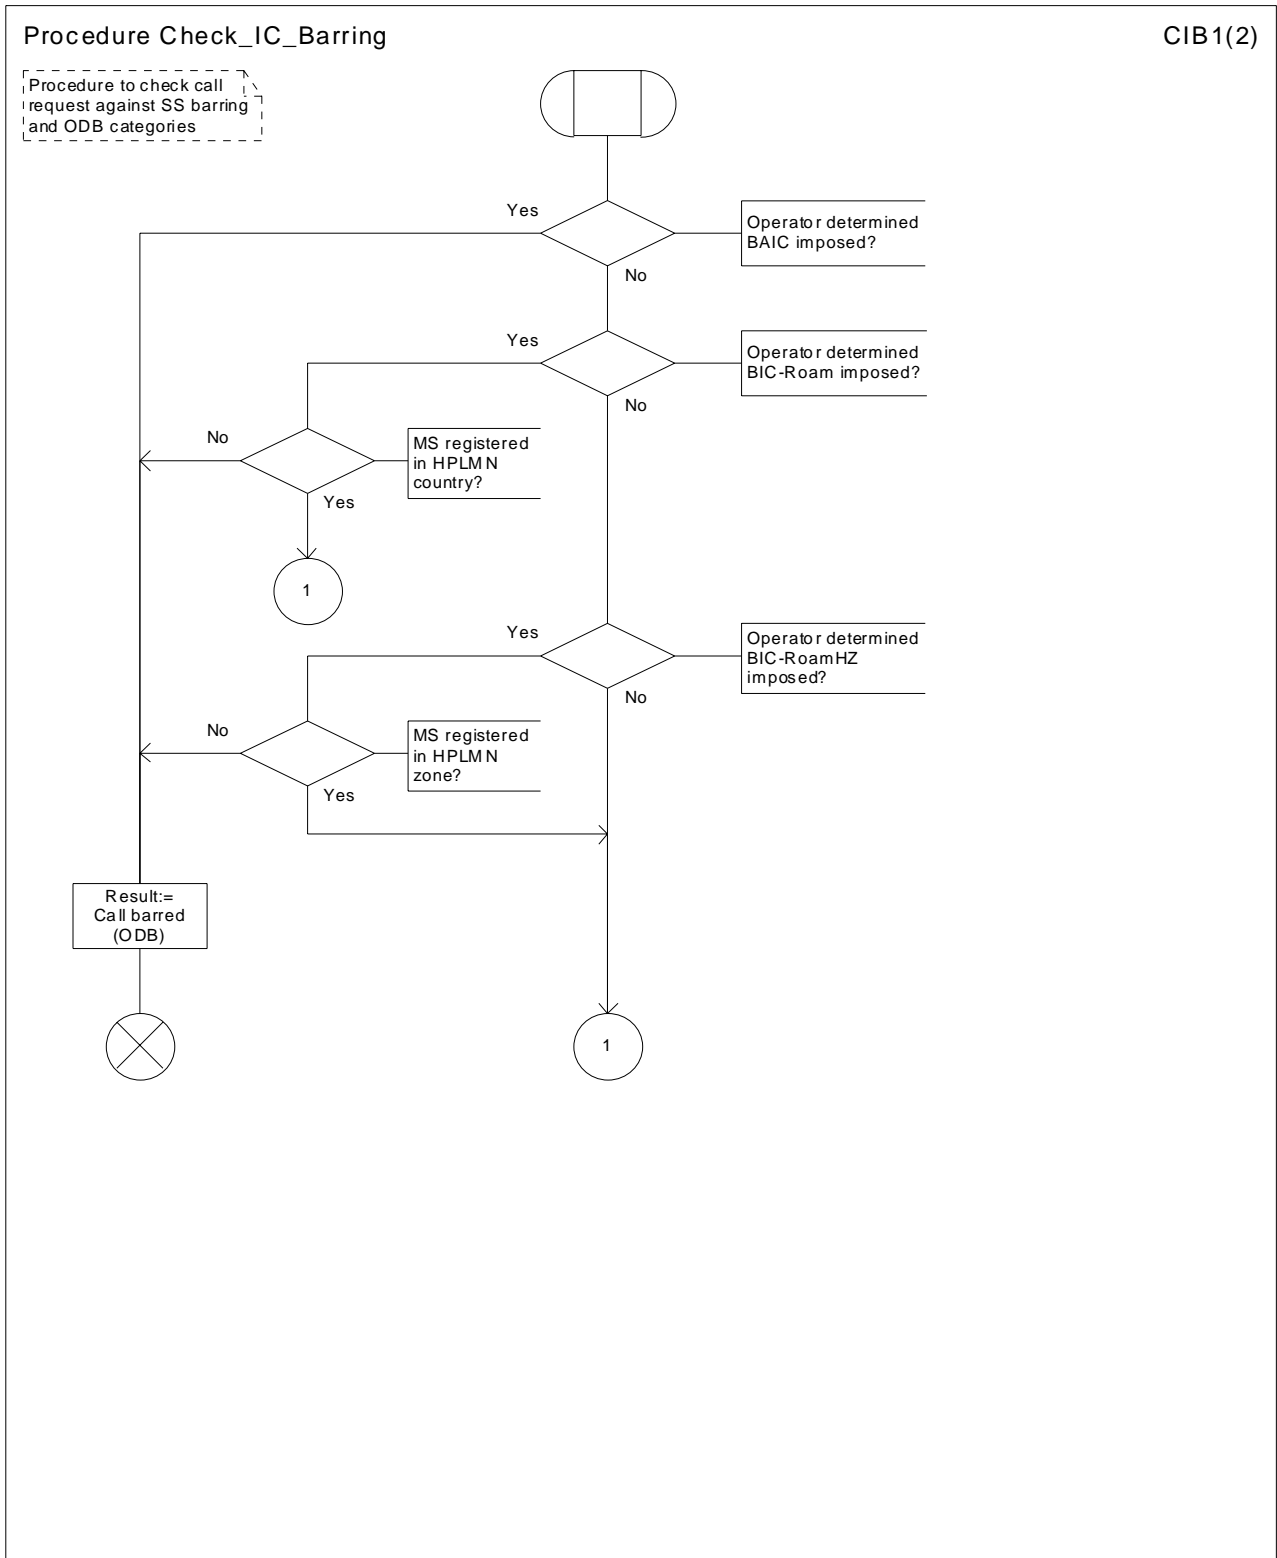 Procedure Check_IC_Barring
CIB1(2)
Procedure to check call
request against SS barring
and ODB categories
Yes
Operator determined
BAIC imposed?
No
Yes
Operator determined
BIC-Roam imposed?
No
No
MS registered
in HPLMN
country?
Yes
1
Yes
Operator determined
BIC-RoamHZ
imposed?
No
No
MS registered
in HPLMN
zone?
Yes
Result:=
Call barred
(ODB)
1